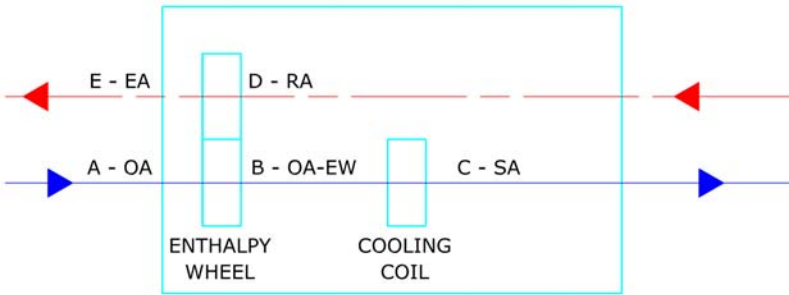 E - EA
D - RA
A - OA
B - OA-EW
C - SA
ENTHALPY
WHEEL
COOLING
COIL